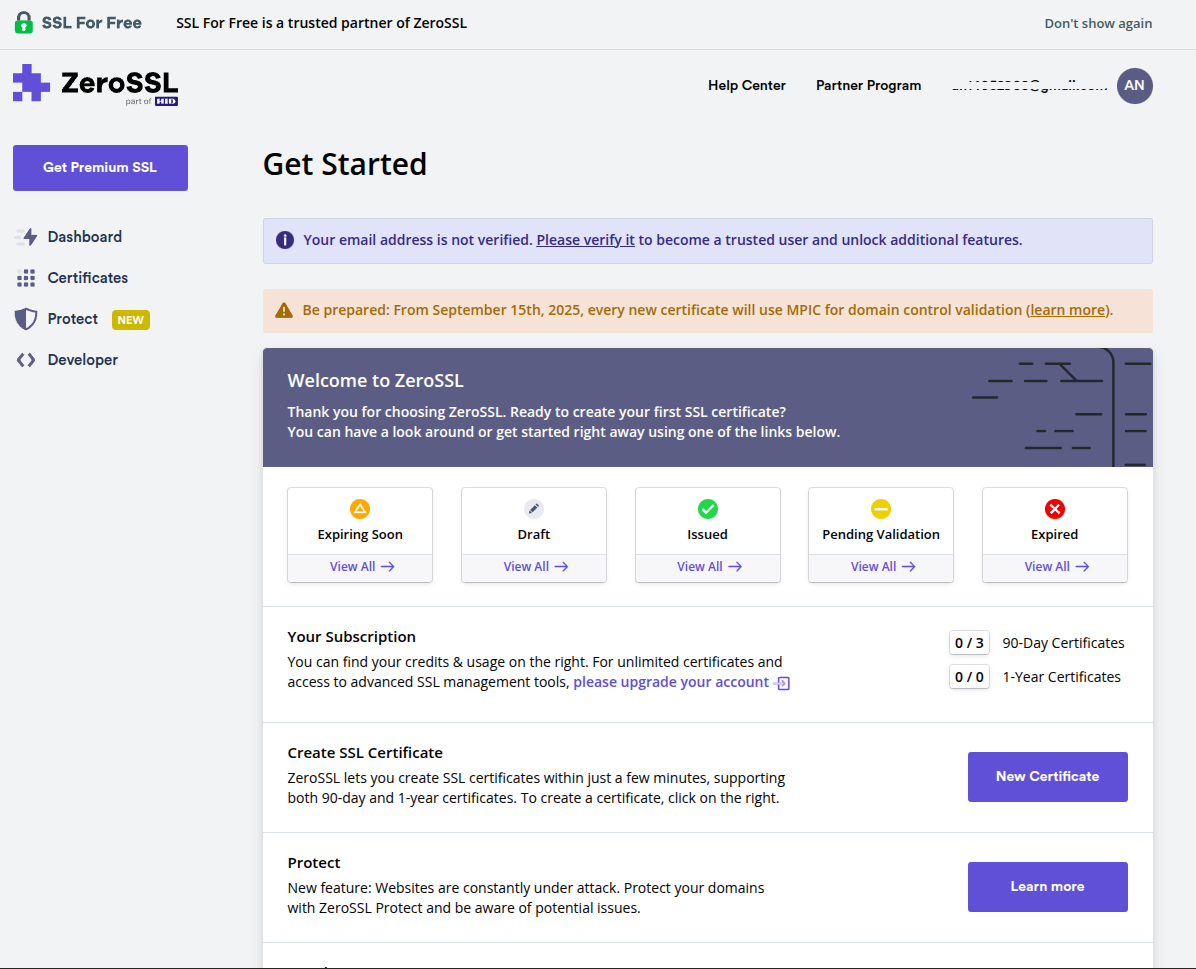 SSL For Free
SSL For Free is a trusted partner of ZeroSSL
Don't show again
ZeroSSL
part of HID
Help Center
Partner Program
AN
Get Premium SSL
Dashboard
Certificates
Protect NEW
Developer
Get Started
Your email address is not verified. Please verify it to become a trusted user and unlock additional features.
Be prepared: From September 15th, 2025, every new certificate will use MPIC for domain control validation (learn more).
Welcome to ZeroSSL
Thank you for choosing ZeroSSL. Ready to create your first SSL certificate?
You can have a look around or get started right away using one of the links below.
Expiring Soon
View All
Draft
View All
Issued
View All
Pending Validation
View All
Expired
View All
Your Subscription
You can find your credits & usage on the right. For unlimited certificates and
access to advanced SSL management tools, please upgrade your account
0 / 3 90-Day Certificates
0 / 0 1-Year Certificates
Create SSL Certificate
ZeroSSL lets you create SSL certificates within just a few minutes, supporting
both 90-day and 1-year certificates. To create a certificate, click on the right.
New Certificate
Protect
New feature: Websites are constantly under attack. Protect your domains
with ZeroSSL Protect and be aware of potential issues.
Learn more